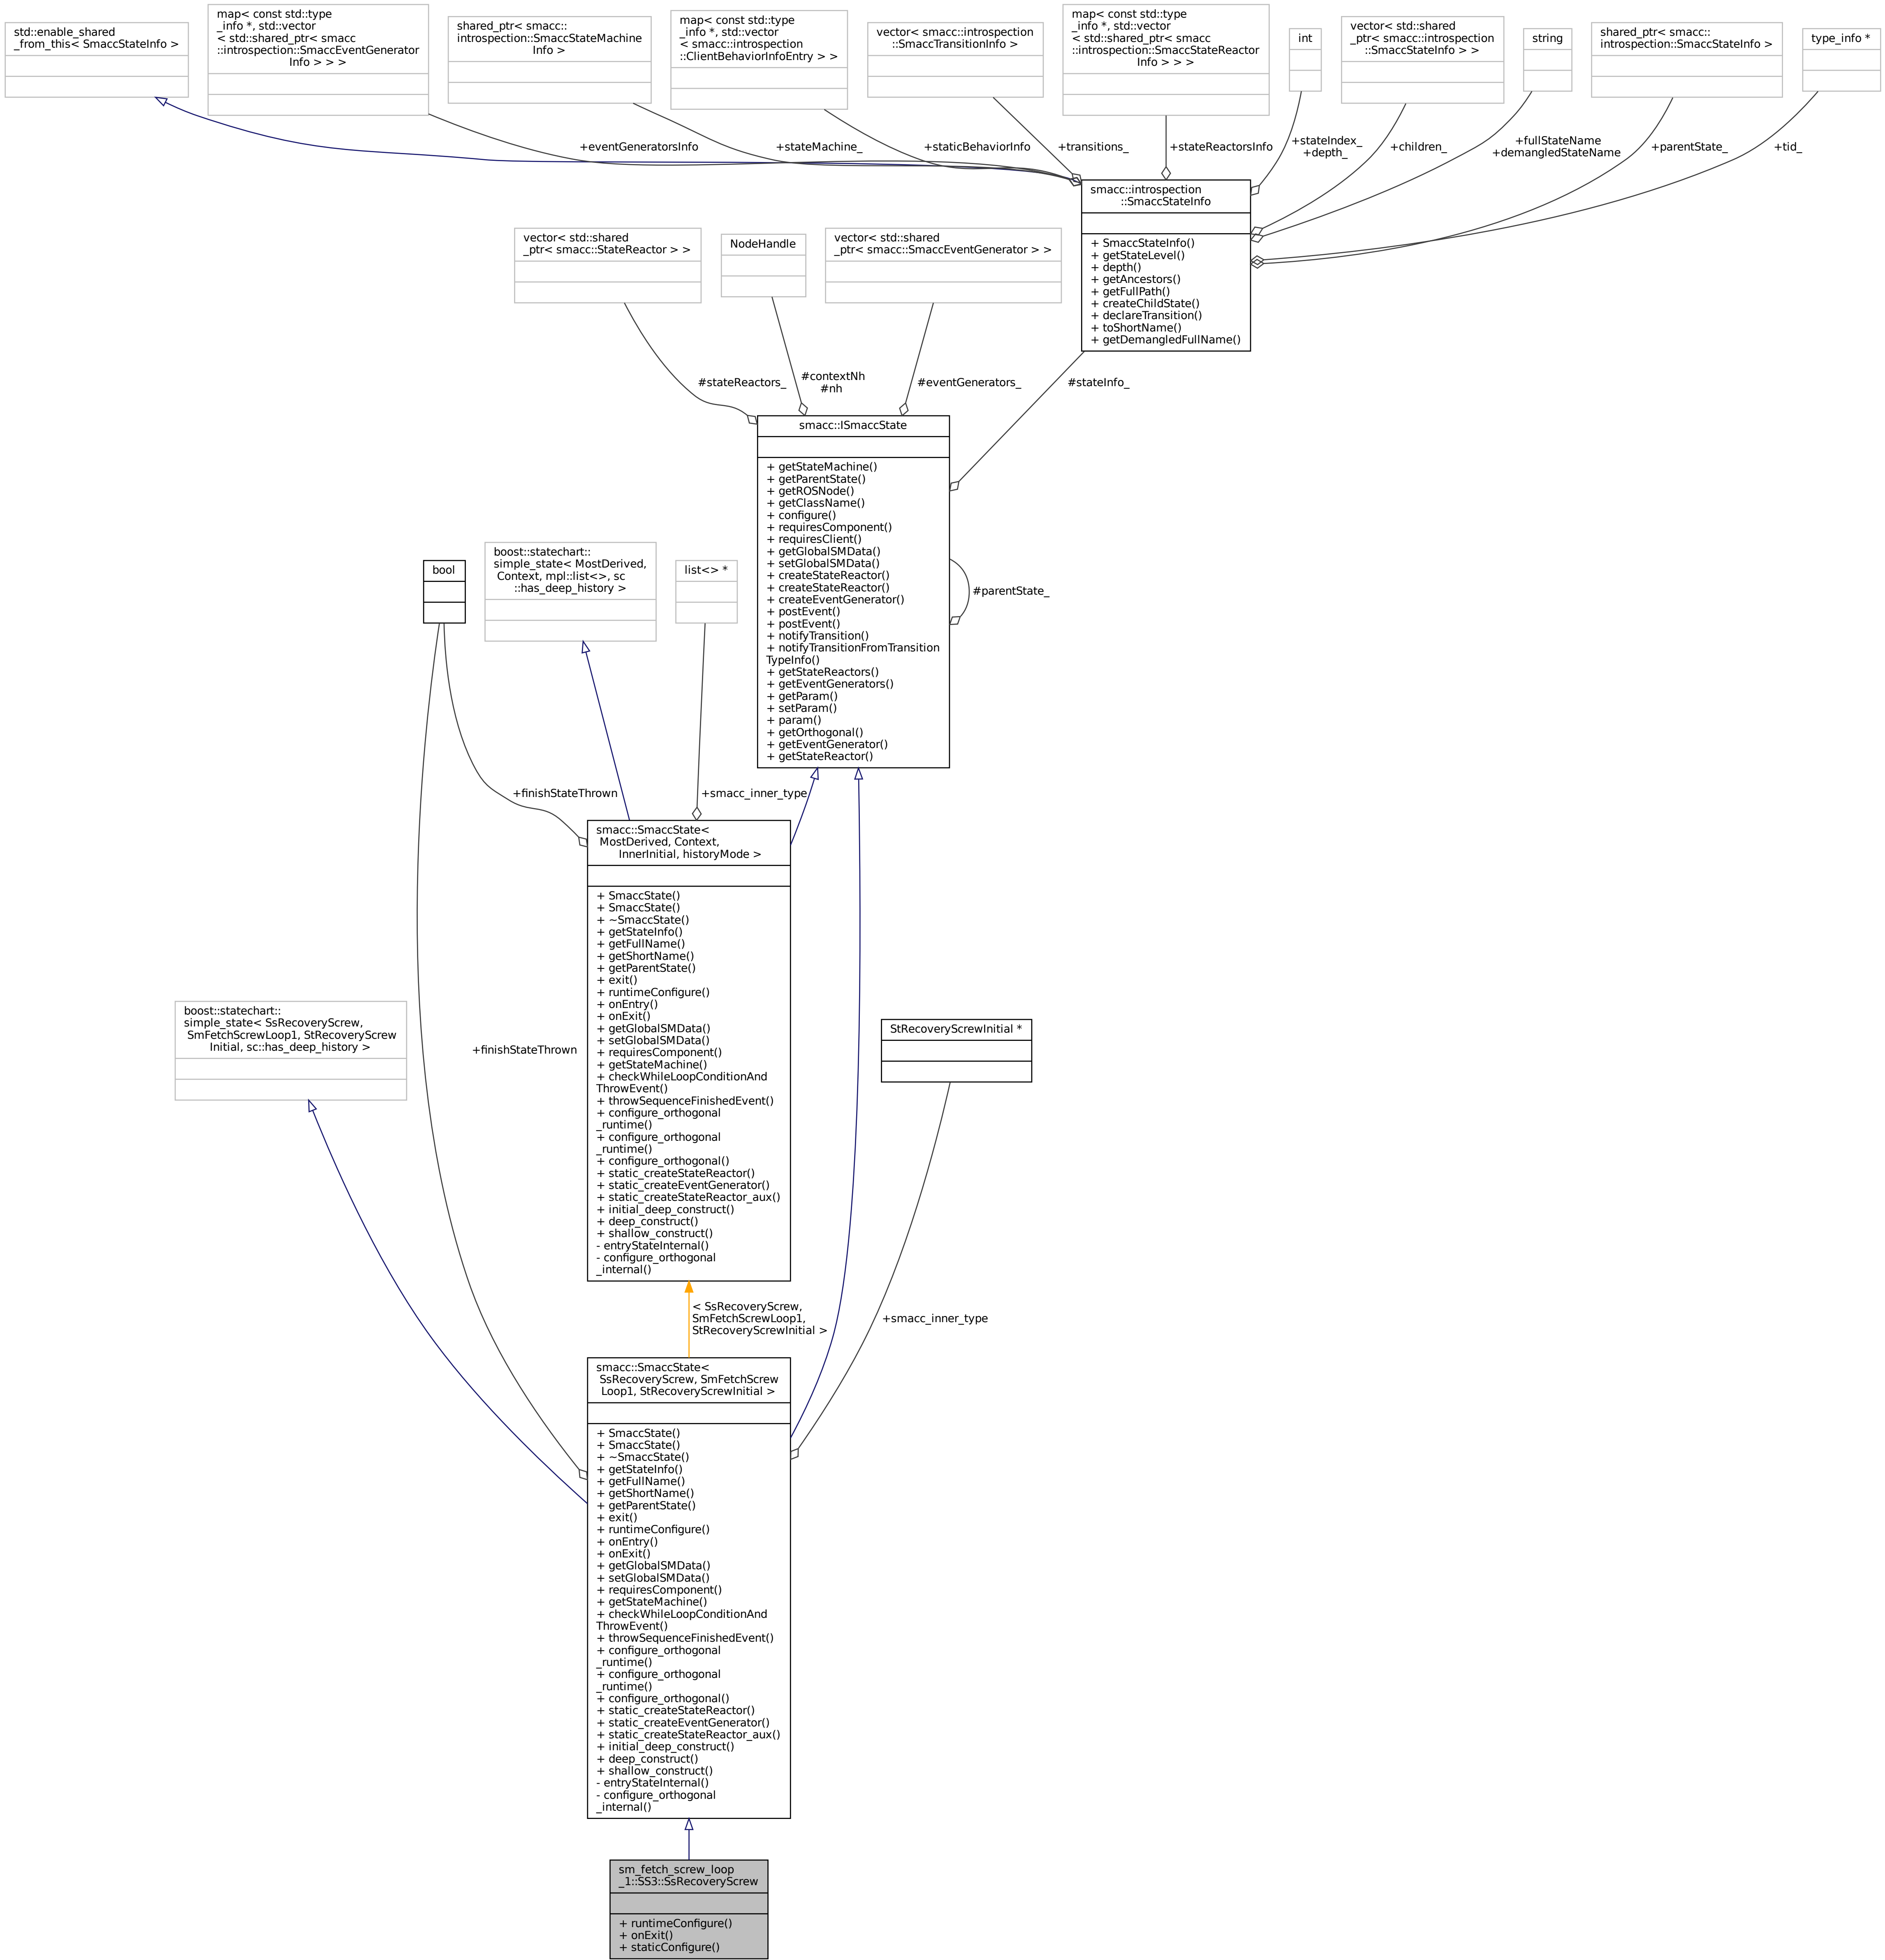 std::enable_shared
_from_this< SmaccStateInfo >
map< const std::type
_info *, std::vector
< std::shared_ptr< smacc
::introspection::SmaccEventGenerator
Info > > >
shared_ptr< smacc::
introspection::SmaccStateMachine
Info >
map< const std::type
_info *, std::vector
< smacc::introspection
::ClientBehaviorInfoEntry > >
vector< smacc::introspection
::SmaccTransitionInfo >
map< const std::type
_info *, std::vector
< std::shared_ptr< smacc
::introspection::SmaccStateReactor
Info > > >
int
vector< std::shared
_ptr< smacc::introspection
::SmaccStateInfo > >
string
shared_ptr< smacc::
introspection::SmaccStateInfo >
type_info *
+eventGeneratorsInfo
+stateMachine_
+staticBehaviorInfo
+transitions_
+stateReactorsInfo
+stateIndex_
+depth_
+children_
+fullStateName
+demangledStateName
+parentState_
+tid_
smacc::introspection
::SmaccStateInfo
+ SmaccStateInfo()
+ getStateLevel()
+ depth()
+ getAncestors()
+ getFullPath()
+ createChildState()
+ declareTransition()
+ toShortName()
+ getDemangledFullName()
vector< std::shared
_ptr< smacc::StateReactor > >
NodeHandle
vector< std::shared
_ptr< smacc::SmaccEventGenerator > >
#stateReactors_
#contextNh
#nh
#eventGenerators_
#stateInfo_
smacc::ISmaccState
+ getStateMachine()
+ getParentState()
+ getROSNode()
+ getClassName()
+ configure()
+ requiresComponent()
+ requiresClient()
+ getGlobalSMData()
+ setGlobalSMData()
+ createStateReactor()
+ createStateReactor()
+ createEventGenerator()
+ postEvent()
+ postEvent()
+ notifyTransition()
+ notifyTransitionFromTransition
TypeInfo()
+ getStateReactors()
+ getEventGenerators()
+ getParam()
+ setParam()
+ param()
+ getOrthogonal()
+ getEventGenerator()
+ getStateReactor()
#parentState_
bool
boost::statechart::
simple_state< MostDerived,
Context, mpl::list<>, sc
::has_deep_history >
list<> *
+finishStateThrown
+smacc_inner_type
smacc::SmaccState<
MostDerived, Context,
InnerInitial, historyMode >
+ SmaccState()
+ SmaccState()
+ ~SmaccState()
+ getStateInfo()
+ getFullName()
+ getShortName()
+ getParentState()
+ exit()
+ runtimeConfigure()
+ onEntry()
+ onExit()
+ getGlobalSMData()
+ setGlobalSMData()
+ requiresComponent()
+ getStateMachine()
+ checkWhileLoopConditionAnd
ThrowEvent()
+ throwSequenceFinishedEvent()
+ configure_orthogonal
_runtime()
+ configure_orthogonal
_runtime()
+ configure_orthogonal()
+ static_createStateReactor()
+ static_createEventGenerator()
+ static_createStateReactor_aux()
+ initial_deep_construct()
+ deep_construct()
+ shallow_construct()
- entryStateInternal()
- configure_orthogonal
_internal()
boost::statechart::
simple_state< SsRecoveryScrew,
SmFetchScrewLoop1, StRecoveryScrew
Initial, sc::has_deep_history >
+finishStateThrown
StRecoveryScrewInitial *
< SsRecoveryScrew,
SmFetchScrewLoop1,
StRecoveryScrewInitial >
+smacc_inner_type
smacc::SmaccState<
SsRecoveryScrew, SmFetchScrew
Loop1, StRecoveryScrewInitial >
+ SmaccState()
+ SmaccState()
+ ~SmaccState()
+ getStateInfo()
+ getFullName()
+ getShortName()
+ getParentState()
+ exit()
+ runtimeConfigure()
+ onEntry()
+ onExit()
+ getGlobalSMData()
+ setGlobalSMData()
+ requiresComponent()
+ getStateMachine()
+ checkWhileLoopConditionAnd
ThrowEvent()
+ throwSequenceFinishedEvent()
+ configure_orthogonal
_runtime()
+ configure_orthogonal
_runtime()
+ configure_orthogonal()
+ static_createStateReactor()
+ static_createEventGenerator()
+ static_createStateReactor_aux()
+ initial_deep_construct()
+ deep_construct()
+ shallow_construct()
- entryStateInternal()
- configure_orthogonal
_internal()
sm_fetch_screw_loop
_1::SS3::SsRecoveryScrew
+ runtimeConfigure()
+ onExit()
+ staticConfigure()